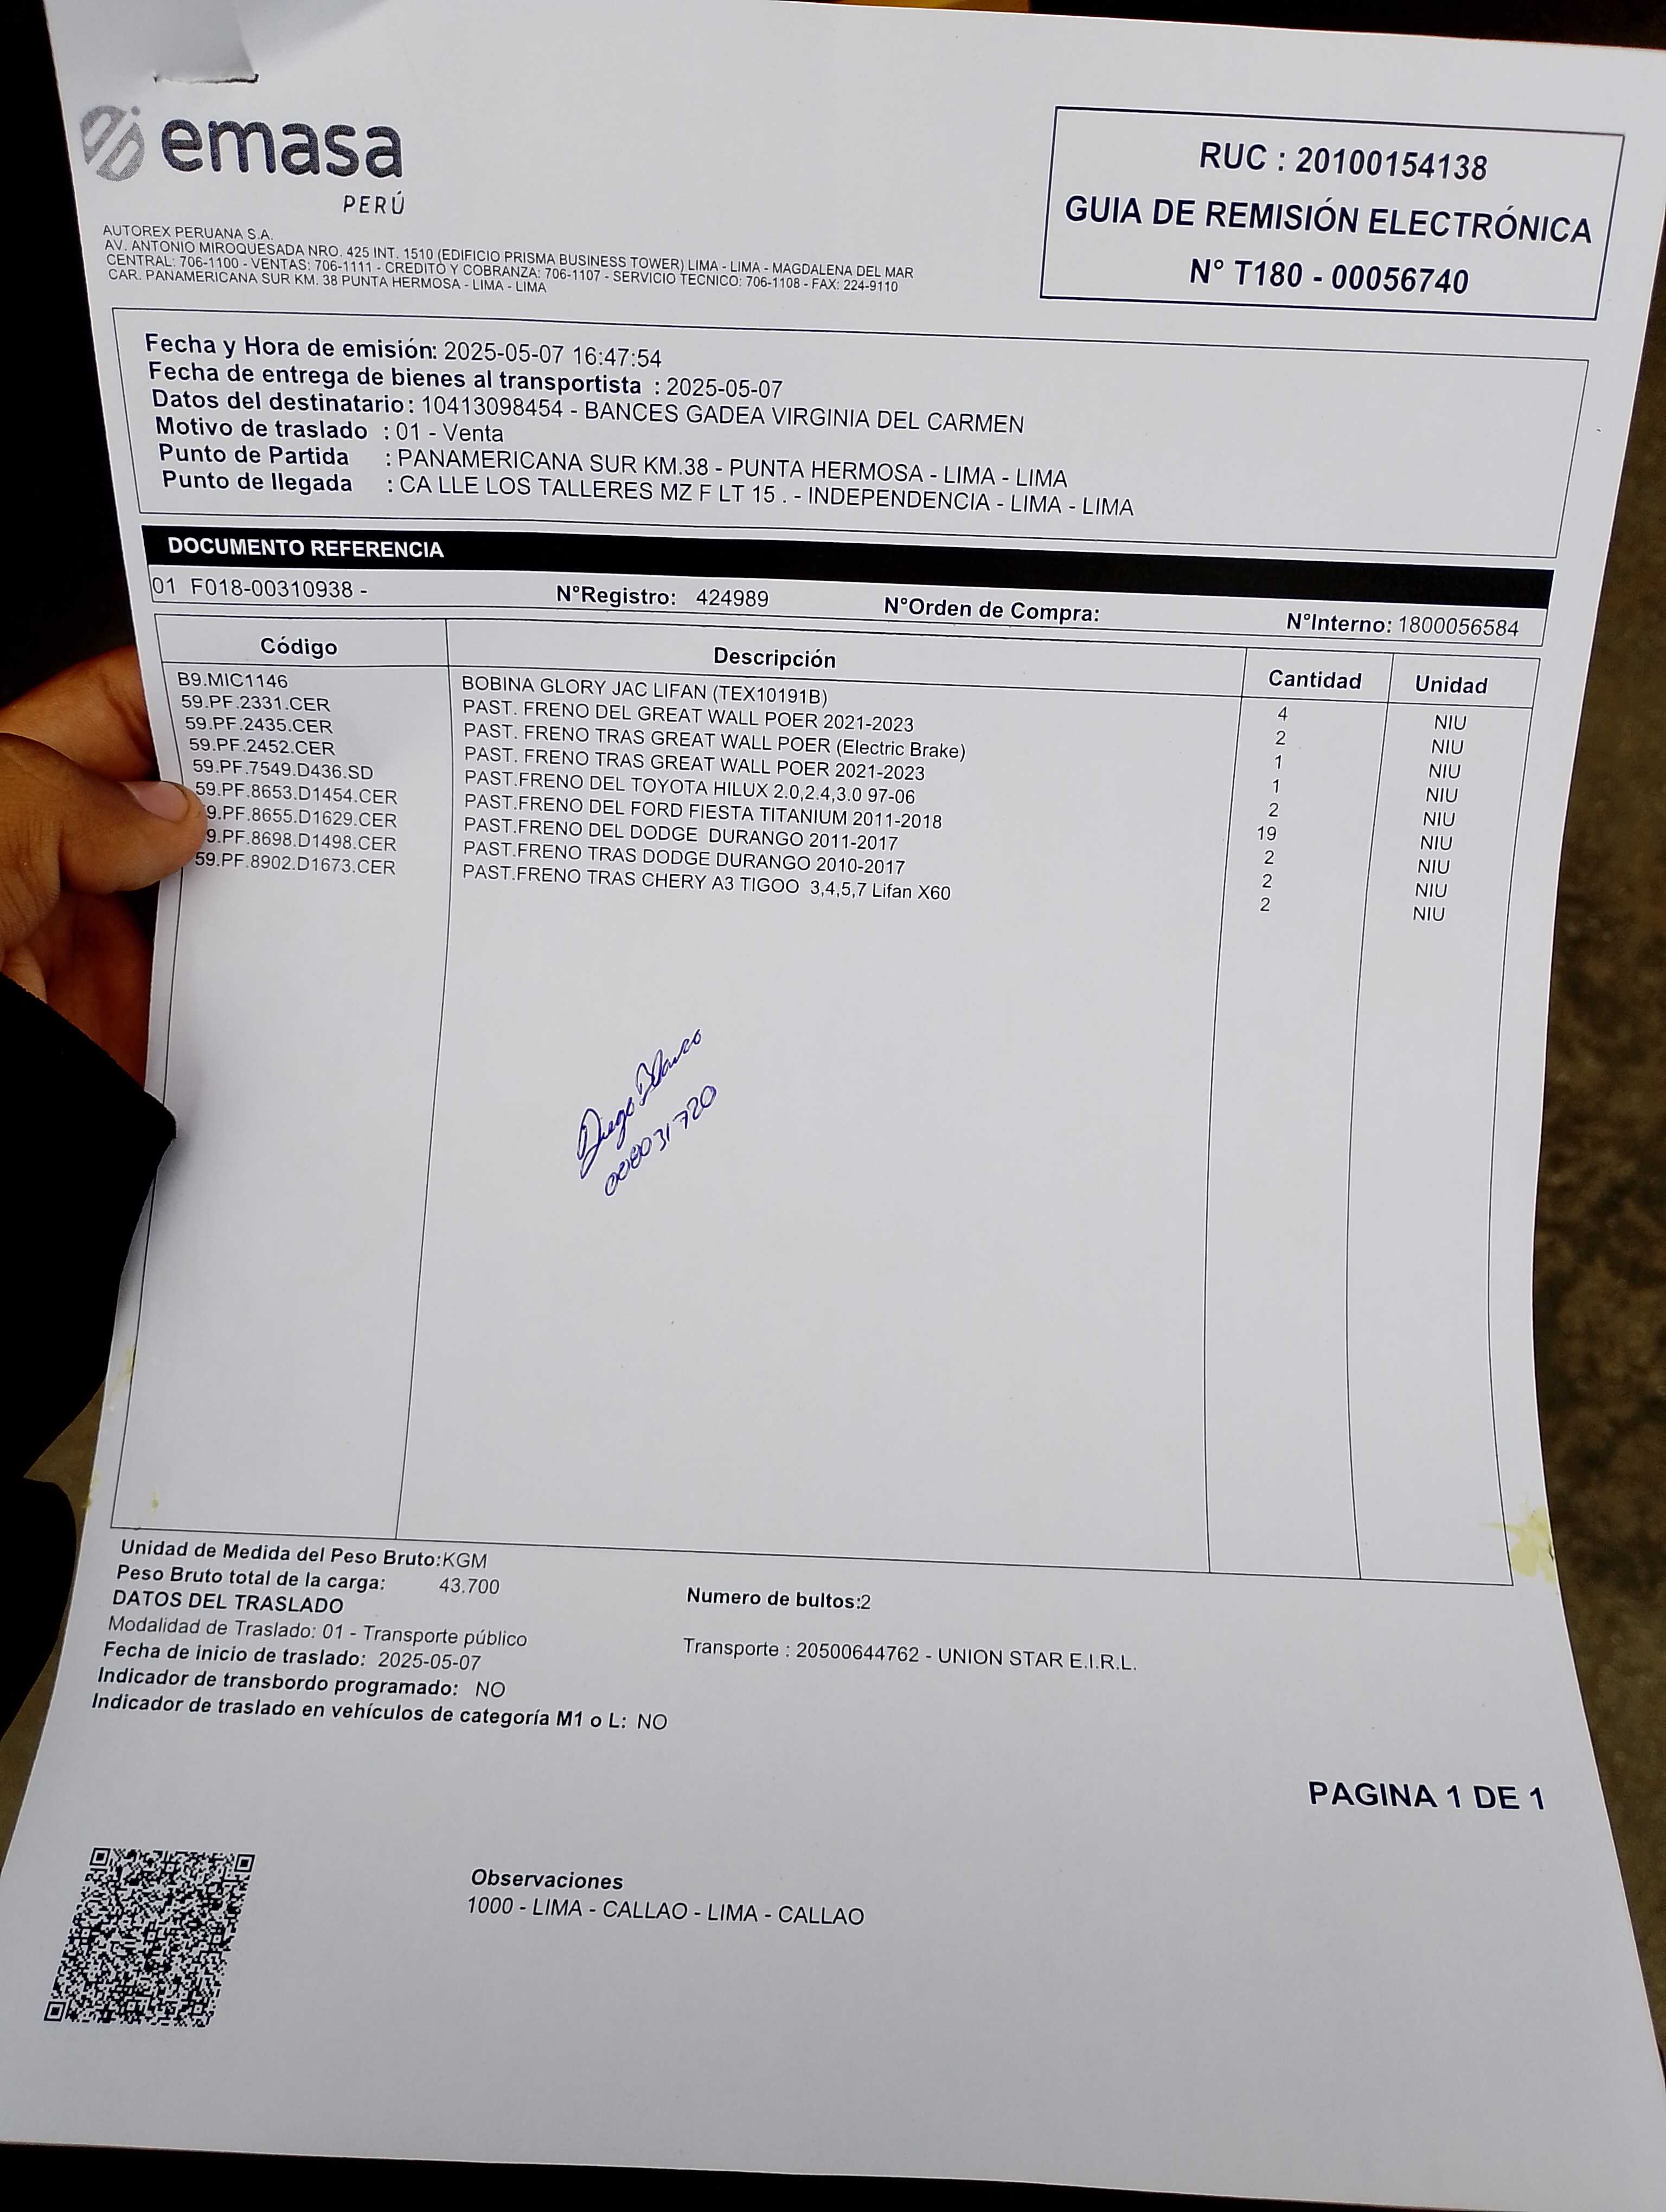 emasa
PERÚ
AUTOREX PERUANA S.A.
AV. ANTONIO MIROQUESADA NRO. 425 INT. 1510 (EDIFICIO PRISMA BUSINESS TOWER) LIMA - LIMA - MAGDALENA DEL MAR
CENTRAL: 706-1100 - VENTAS: 706-1111 - CREDITO Y COBRANZA: 706-1107 - SERVICIO TECNICO: 706-1108 - FAX: 224-9110
CAR. PANAMERICANA SUR KM. 38 PUNTA HERMOSA - LIMA - LIMA
RUC : 20100154138
GUIA DE REMISIÓN ELECTRÓNICA
N° T180 - 00056740
Fecha y Hora de emisión: 2025-05-07 16:47:54
Fecha de entrega de bienes al transportista : 2025-05-07
Datos del destinatario: 10413098454 - BANCES GADEA VIRGINIA DEL CARMEN
Motivo de traslado : 01 - Venta
Punto de Partida : PANAMERICANA SUR KM.38 - PUNTA HERMOSA - LIMA - LIMA
Punto de llegada : CA LLE LOS TALLERES MZ F LT 15 . - INDEPENDENCIA - LIMA - LIMA
DOCUMENTO REFERENCIA
01 F018-00310938 - N°Registro: 424989 N°Orden de Compra: N°Interno: 1800056584
Código Descripción Cantidad Unidad
B9.MIC1146 BOBINA GLORY JAC LIFAN (TEX10191B) 4 NIU
59.PF.2331.CER PAST. FRENO DEL GREAT WALL POER 2021-2023 2 NIU
59.PF.2435.CER PAST. FRENO TRAS GREAT WALL POER (Electric Brake) 1 NIU
59.PF.2452.CER PAST. FRENO TRAS GREAT WALL POER 2021-2023 1 NIU
59.PF.7549.D436.SD PAST.FRENO DEL TOYOTA HILUX 2.0,2.4,3.0 97-06 2 NIU
59.PF.8653.D1454.CER PAST.FRENO DEL FORD FIESTA TITANIUM 2011-2018 19 NIU
9.PF.8655.D1629.CER PAST.FRENO DEL DODGE DURANGO 2011-2017 2 NIU
9.PF.8698.D1498.CER PAST.FRENO TRAS DODGE DURANGO 2010-2017 2 NIU
59.PF.8902.D1673.CER PAST.FRENO TRAS CHERY A3 TIGOO 3,4,5,7 Lifan X60 2 NIU
Diego Blanco
000031720
Unidad de Medida del Peso Bruto:KGM
Peso Bruto total de la carga: 43.700 Numero de bultos:2
DATOS DEL TRASLADO
Modalidad de Traslado: 01 - Transporte público Transporte : 20500644762 - UNION STAR E.I.R.L.
Fecha de inicio de traslado: 2025-05-07
Indicador de transbordo programado: NO
Indicador de traslado en vehículos de categoría M1 o L: NO
PAGINA 1 DE 1
Observaciones
1000 - LIMA - CALLAO - LIMA - CALLAO